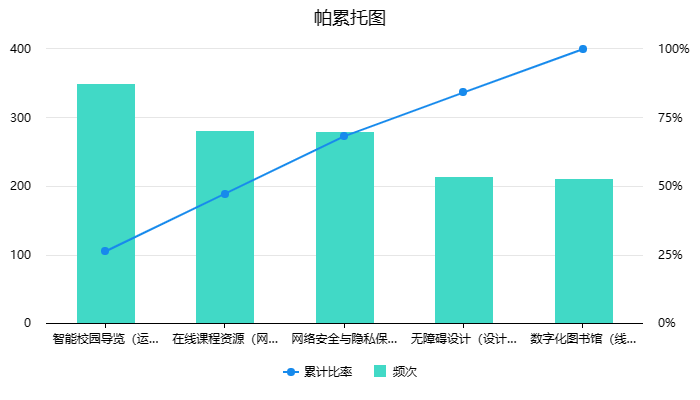 帕累托图
400
300
200
100
0
100%
75%
50%
25%
0%
智能校园导览（运...
在线课程资源（网...
网络安全与隐私保...
无障碍设计（设计...
数字化图书馆（线...
累计比率
频次